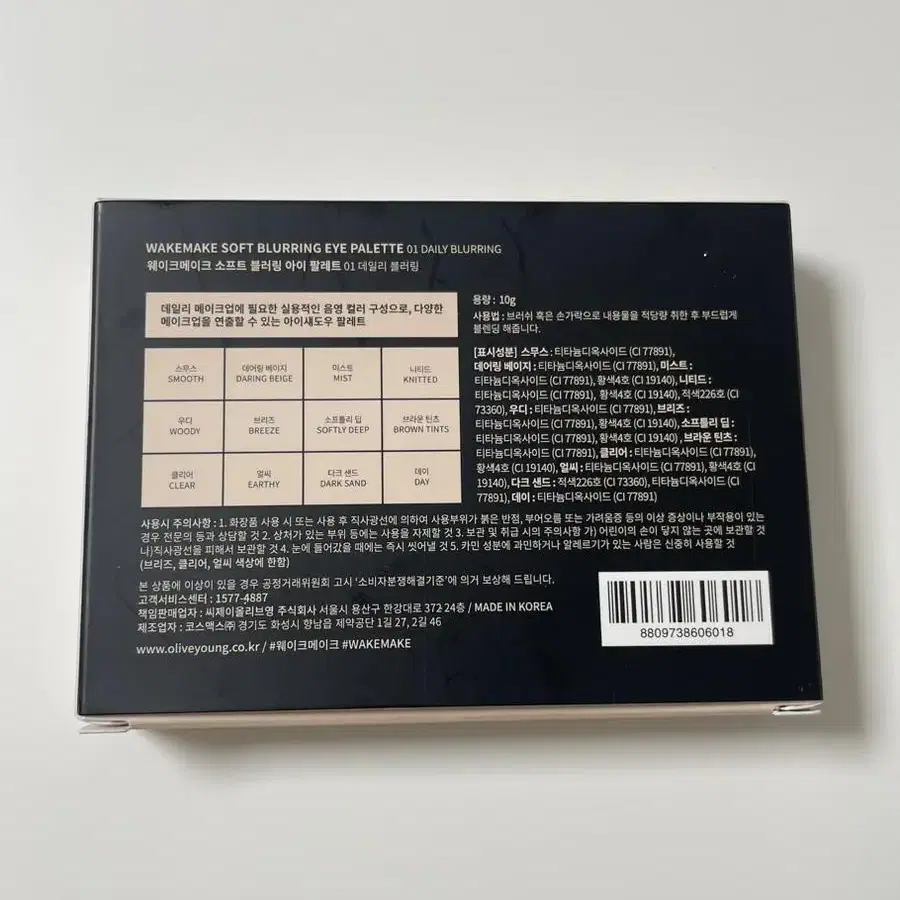 WAKEMAKE SOFT BLURRING EYE PALETTE 01 DAILY BLURRING
웨이크메이크 소프트 블러링 아이 팔레트 01 데일리 블러링
데일리 메이크업에 필요한 실용적인 음영 컬러 구성으로, 다양한
메이크업을 연출할 수 있는 아이섀도우 팔레트
스무스
SMOOTH
데어링 베이지
DARING BEIGE
미스트
MIST
니티드
KNITTED
우디
WOODY
브리즈
BREEZE
소프틀리 딥
SOFTLY DEEP
브라운 틴츠
BROWN TINTS
클리어
CLEAR
얼씨
EARTHY
다크 샌드
DARK SAND
데이
DAY
용량 : 10g
사용법 : 브러쉬 혹은 손가락으로 내용물을 적당량 취한 후 부드럽게
블렌딩 해줍니다.
[표시성분] 스무스 : 티타늄디옥사이드 (CI 77891),
데어링 베이지 : 티타늄디옥사이드 (CI 77891), 미스트 :
티타늄디옥사이드 (CI 77891), 황색4호 (CI 19140), 니티드 :
티타늄디옥사이드 (CI 77891), 황색4호 (CI 19140), 적색226호 (CI
73360), 우디 : 티타늄디옥사이드 (CI 77891), 브리즈 :
티타늄디옥사이드 (CI 77891), 황색4호 (CI 19140), 소프틀리 딥 :
티타늄디옥사이드 (CI 77891), 황색4호 (CI 19140) , 브라운 틴츠 :
티타늄디옥사이드 (CI 77891), 클리어 : 티타늄디옥사이드 (CI 77891),
황색4호 (CI 19140), 얼씨 : 티타늄디옥사이드 (CI 77891), 황색4호 (CI
19140), 다크 샌드 : 적색226호 (CI 73360), 티타늄디옥사이드 (CI
77891), 데이 : 티타늄디옥사이드 (CI 77891)
사용시 주의사항 : 1. 화장품 사용 시 또는 사용 후 직사광선에 의하여 사용부위가 붉은 반점, 부어오름 또는 가려움증 등의 이상 증상이나 부작용이 있는
경우 전문의 등과 상담할 것 2. 상처가 있는 부위 등에는 사용을 자제할 것 3. 보관 및 취급 시의 주의사항 가) 어린이의 손이 닿지 않는 곳에 보관할 것
나)직사광선을 피해서 보관할 것 4. 눈에 들어갔을 때에는 즉시 씻어낼 것 5. 카민 성분에 과민하거나 알레르기가 있는 사람은 신중히 사용할 것
(브리즈, 클리어, 얼씨 색상에 한함)
본 상품에 이상이 있을 경우 공정거래위원회 고시 '소비자분쟁해결기준'에 의거 보상해 드립니다.
고객서비스센터 : 1577-4887
책임판매업자 : 씨제이올리브영 주식회사 서울시 용산구 한강대로 372 24층 / MADE IN KOREA
제조업자 : 코스맥스㈜ 경기도 화성시 향남읍 제약공단 1길 27, 2길 46
www.oliveyoung.co.kr / #웨이크메이크 #WAKEMAKE
8809738606018